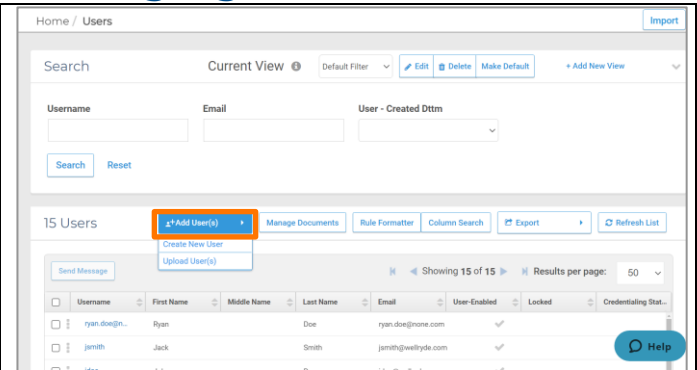 Home / Users
Import
Search
Current View
Default Filter
Edit
Delete
Make Default
+ Add New View
Username
Email
User - Created Dttm
Search
Reset
15 Users
+Add User(s)
Manage Documents
Rule Formatter
Column Search
Export
Refresh List
Create New User
Upload User(s)
Send Message
Showing 15 of 15
Results per page:
50
Username
First Name
Middle Name
Last Name
Email
User-Enabled
Locked
Credentialing Stat...
ryan.doe@n...
Ryan
Doe
ryan.doe@none.com
jsmith
Jack
Smith
jsmith@wellryde.com
Help